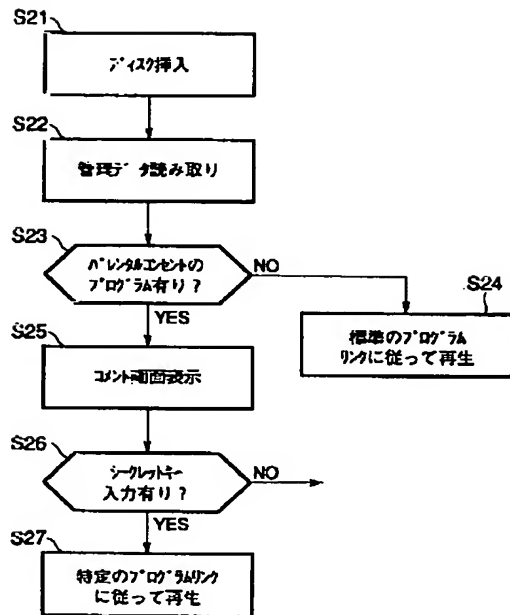 S21
ディスク挿入
S22
管理データ読み取り
S23
パレンタルコンセントの
プログラム有り？
NO
YES
S24
標準のプログラム
リンクに従って再生
S25
コメント画面表示
S26
シークレットキー
入力有り？
NO
YES
S27
特定のプログラムリンク
に従って再生